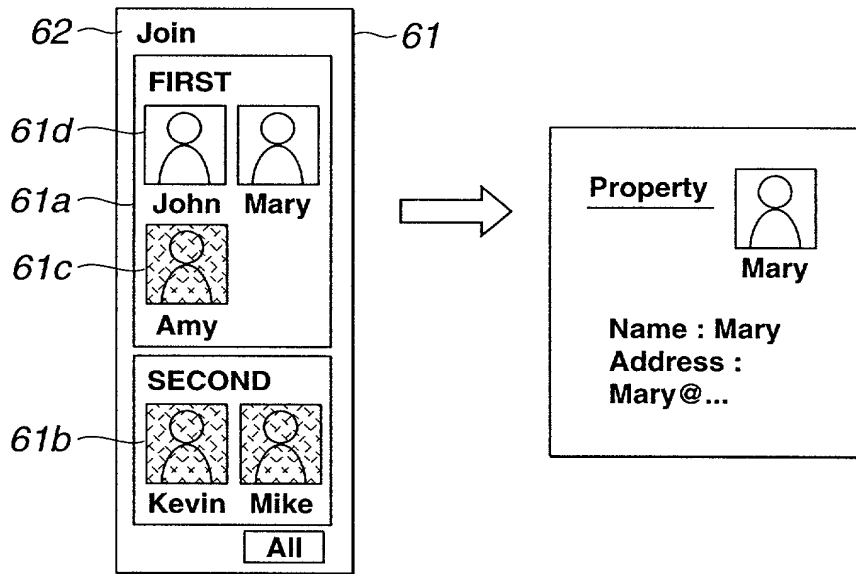 62
Join
61
FIRST
61d
61a
John Mary
61c
Amy
SECOND
61b
Kevin Mike
All
Property
Mary
Name : Mary
Address :
Mary@...